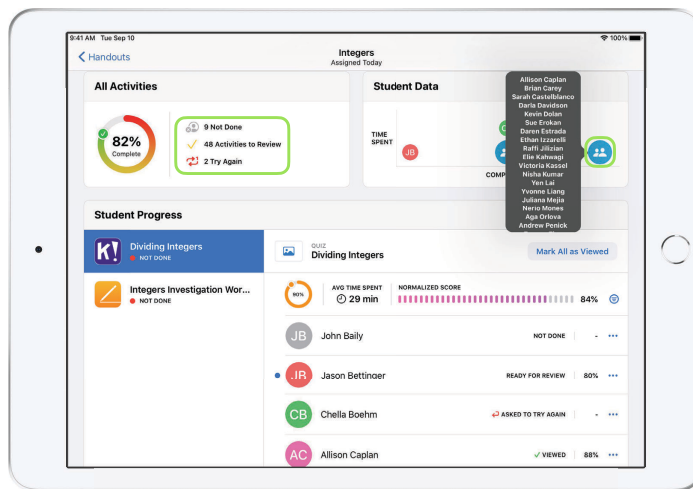 9:41 AM Tue Sep 10
100%
Handouts
Integers
Assigned Today
All Activities
82%
Complete
9 Not Done
48 Activities to Review
2 Try Again
Student Data
TIME
SPENT
JB
COMP
Allison Caplan
Brian Carey
Sarah Castelblanco
Darla Davidson
Kevin Dolan
Sue Erokan
Daren Estrada
Ethan Izzarelli
Raffi Jilizian
Elie Kahwagi
Victoria Kassel
Nisha Kumar
Yen Lai
Yvonne Liang
Juliana Mejia
Nerio Mones
Aga Orlova
Andrew Penick
Student Progress
K!
Dividing Integers
NOT DONE
Integers Investigation Wor...
NOT DONE
QUIZ
Dividing Integers
Mark All as Viewed
90%
AVG TIME SPENT
29 min
NORMALIZED SCORE
84%
JB
John Baily
NOT DONE
-
JB
Jason Bettinger
READY FOR REVIEW
80%
CB
Chella Boehm
ASKED TO TRY AGAIN
-
AC
Allison Caplan
VIEWED
88%